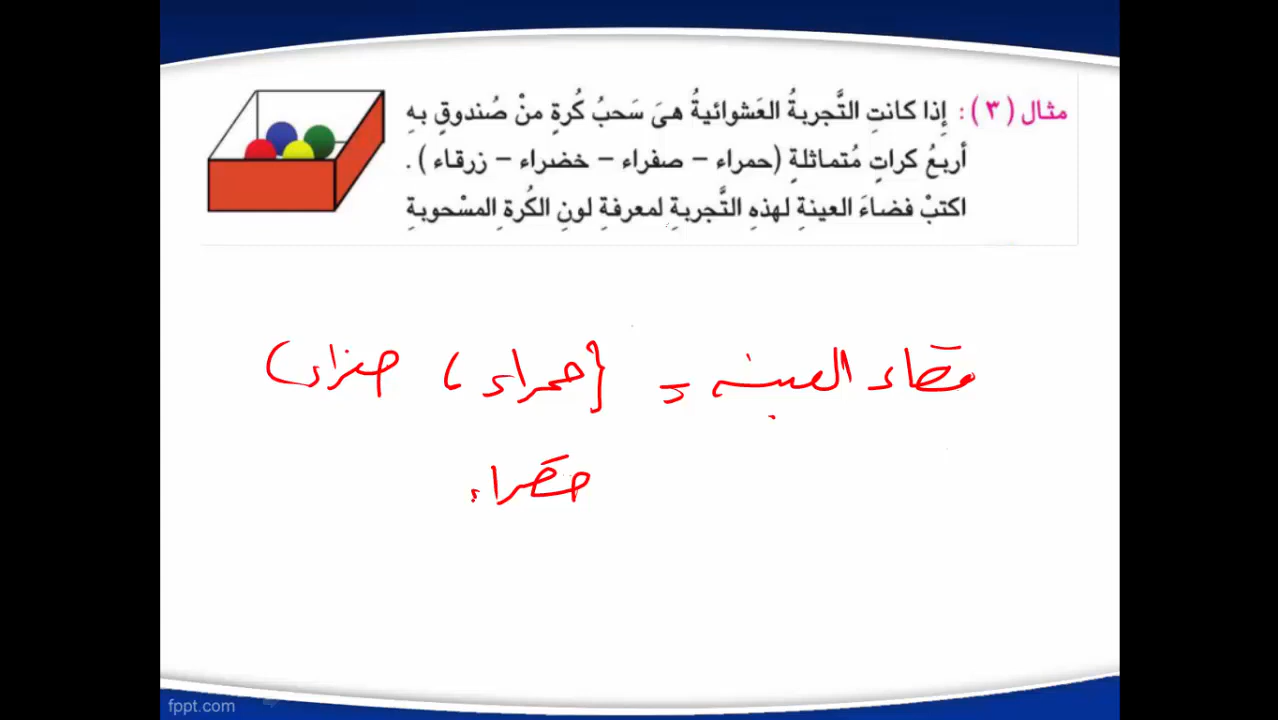 مثال (٣) : إِذا كانتِ التَّجربةُ العَشوائيةُ هىَ سَحبُ كُرةٍ منْ صُندوقٍ بهِ
أربعُ كراتٍ مُتماثلةٍ (حمراء – صفراء – خضراء – زرقاء ) .
اكتبْ فضاءَ العينةِ لهذهِ التَّجربةِ لمعرفةِ لونِ الكُرةِ المسْحوبةِ
فضاء العينة = {حمراء ، صفراء ،
خضراء
fppt.com